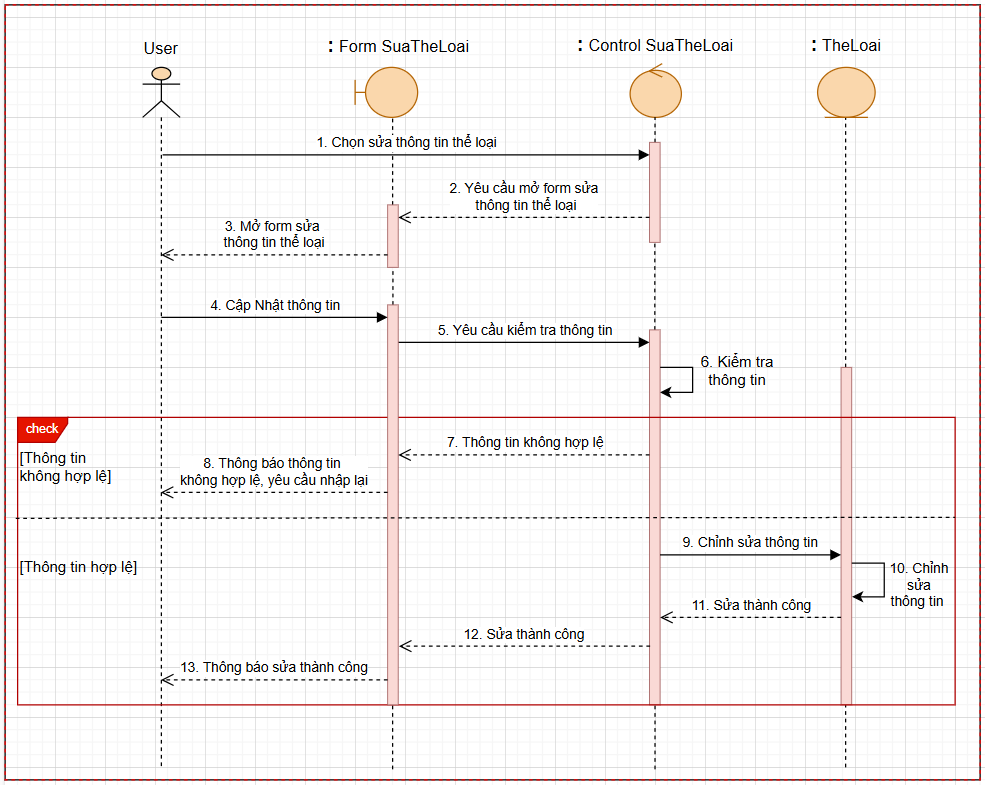 User
: Form SuaTheLoai
: Control SuaTheLoai
: TheLoai
1. Chọn sửa thông tin thể loại
2. Yêu cầu mở form sửa
thông tin thể loại
3. Mở form sửa
thông tin thể loại
4. Cập Nhật thông tin
5. Yêu cầu kiểm tra thông tin
6. Kiểm tra
thông tin
check
[Thông tin
không hợp lệ]
7. Thông tin không hợp lệ
8. Thông báo thông tin
không hợp lệ, yêu cầu nhập lại
9. Chỉnh sửa thông tin
[Thông tin hợp lệ]
10. Chỉnh
sửa
thông tin
11. Sửa thành công
12. Sửa thành công
13. Thông báo sửa thành công